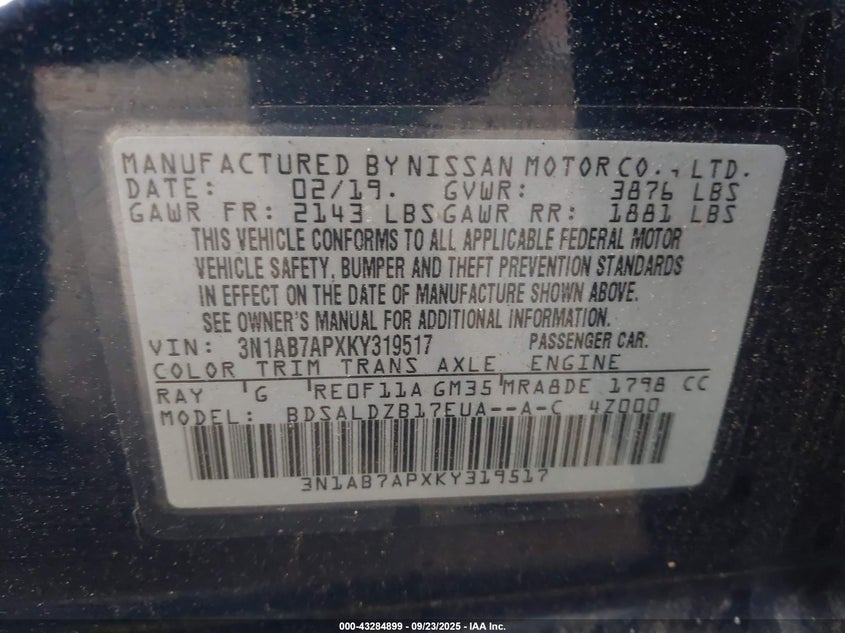 MANUFACTURED BY NISSAN MOTOR CO., LTD.
DATE: 02/19. GVWR: 3876 LBS
GAWR FR: 2143 LBS GAWR RR: 1881 LBS
THIS VEHICLE CONFORMS TO ALL APPLICABLE FEDERAL MOTOR
VEHICLE SAFETY, BUMPER AND THEFT PREVENTION STANDARDS
IN EFFECT ON THE DATE OF MANUFACTURE SHOWN ABOVE.
SEE OWNER'S MANUAL FOR ADDITIONAL INFORMATION.
VIN: 3N1AB7APXKY319517 PASSENGER CAR.
COLOR TRIM TRANS AXLE ENGINE
RAY G RE0F11A GM35 MRA8DE 1798 CC
MODEL: BDSALDZB17EUA--A-C 4Z000
3N1AB7APXKY319517
000-43284899 - 09/23/2025 - IAA Inc.